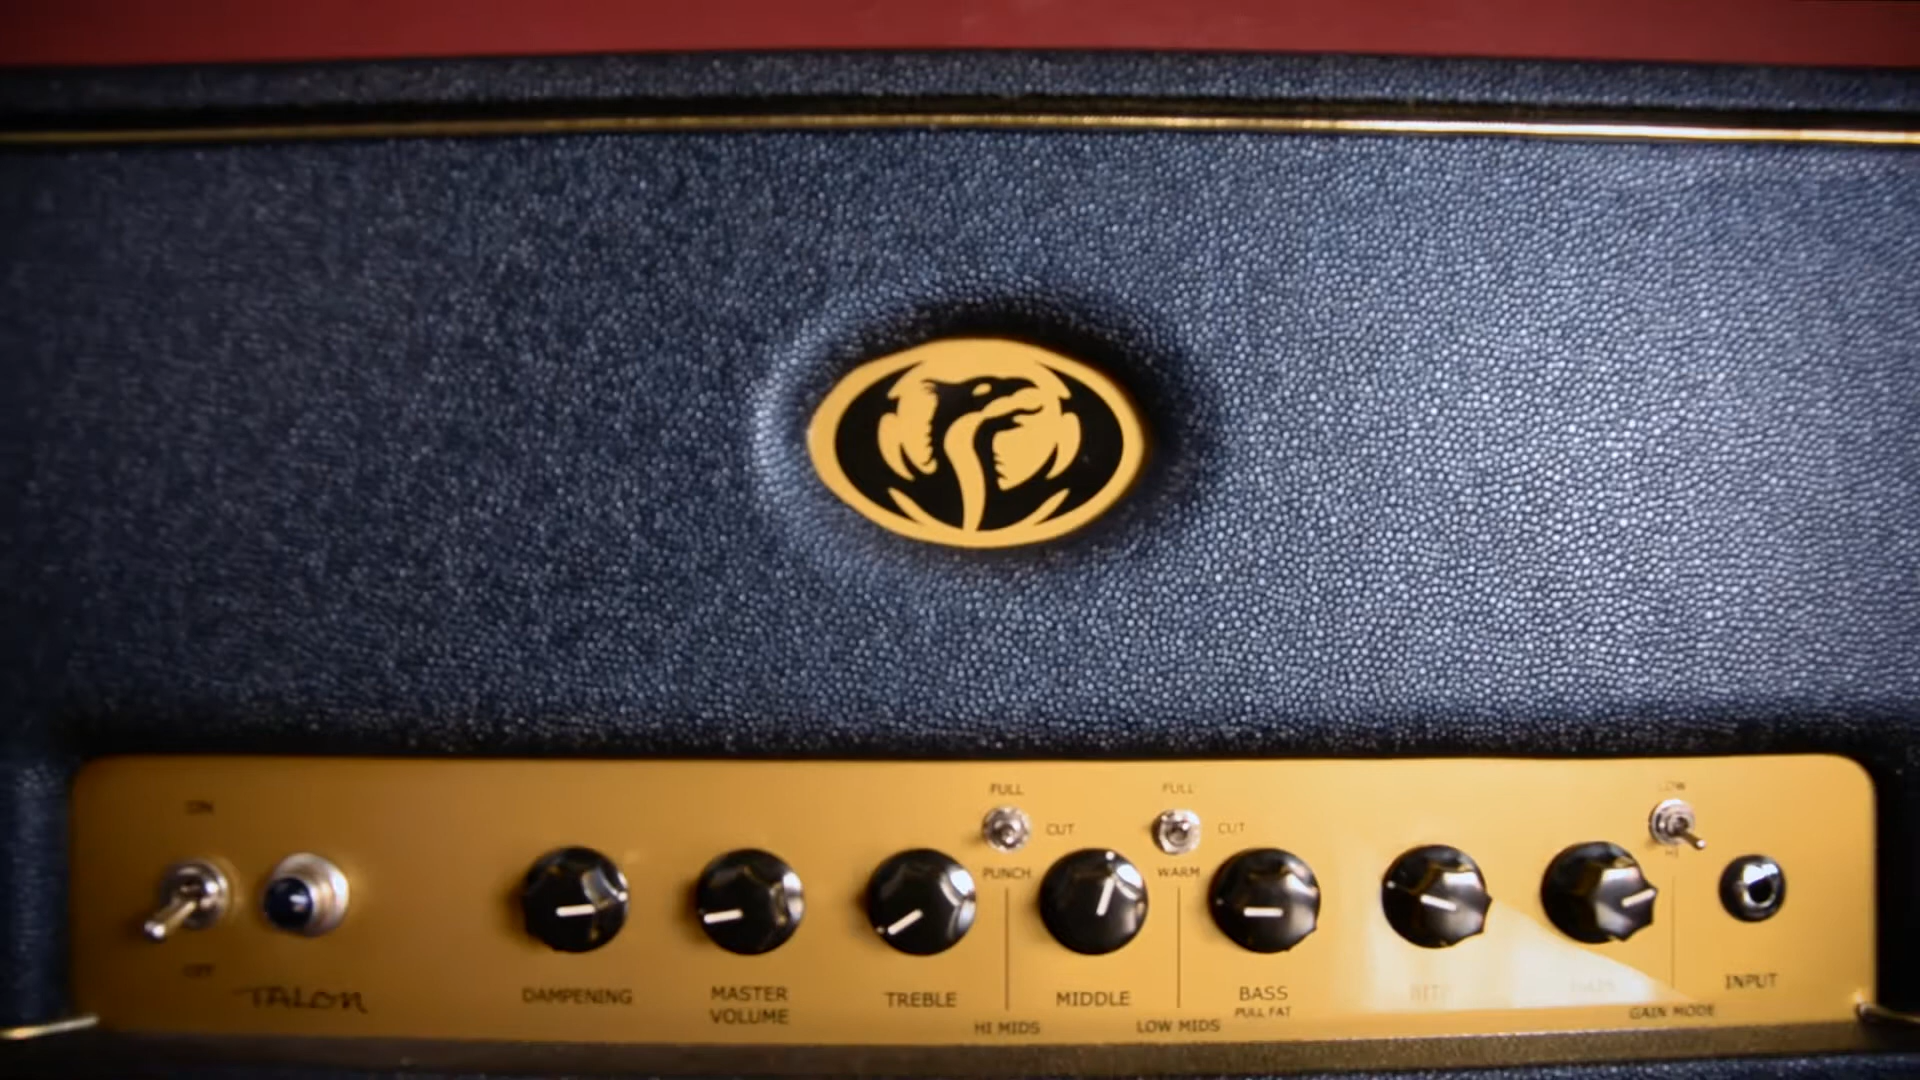 ON
OFF
TALON
DAMPENING
MASTER
VOLUME
TREBLE
FULL
CUT
PUNCH
HI MIDS
MIDDLE
FULL
CUT
WARM
LOW MIDS
BASS
PULL FAT
LOW
HI
GAIN MODE
INPUT